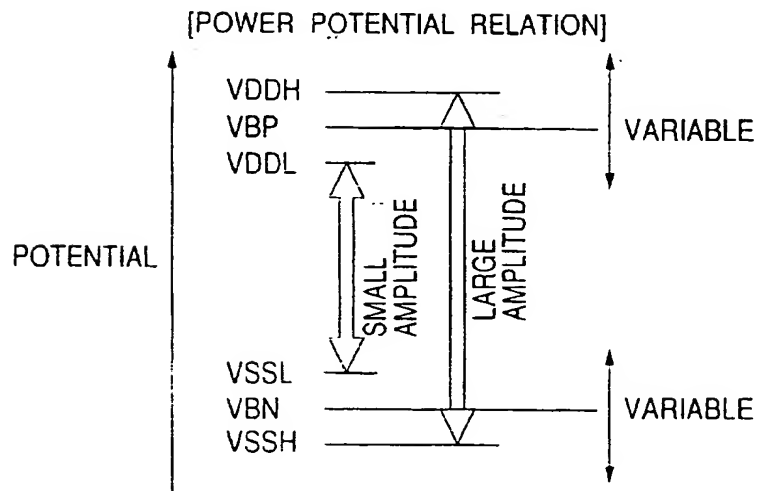 [POWER POTENTIAL RELATION]
VDDH
VBP
VARIABLE
VDDL
POTENTIAL
SMALL
AMPLITUDE
LARGE
AMPLITUDE
VSSL
VBN
VARIABLE
VSSH